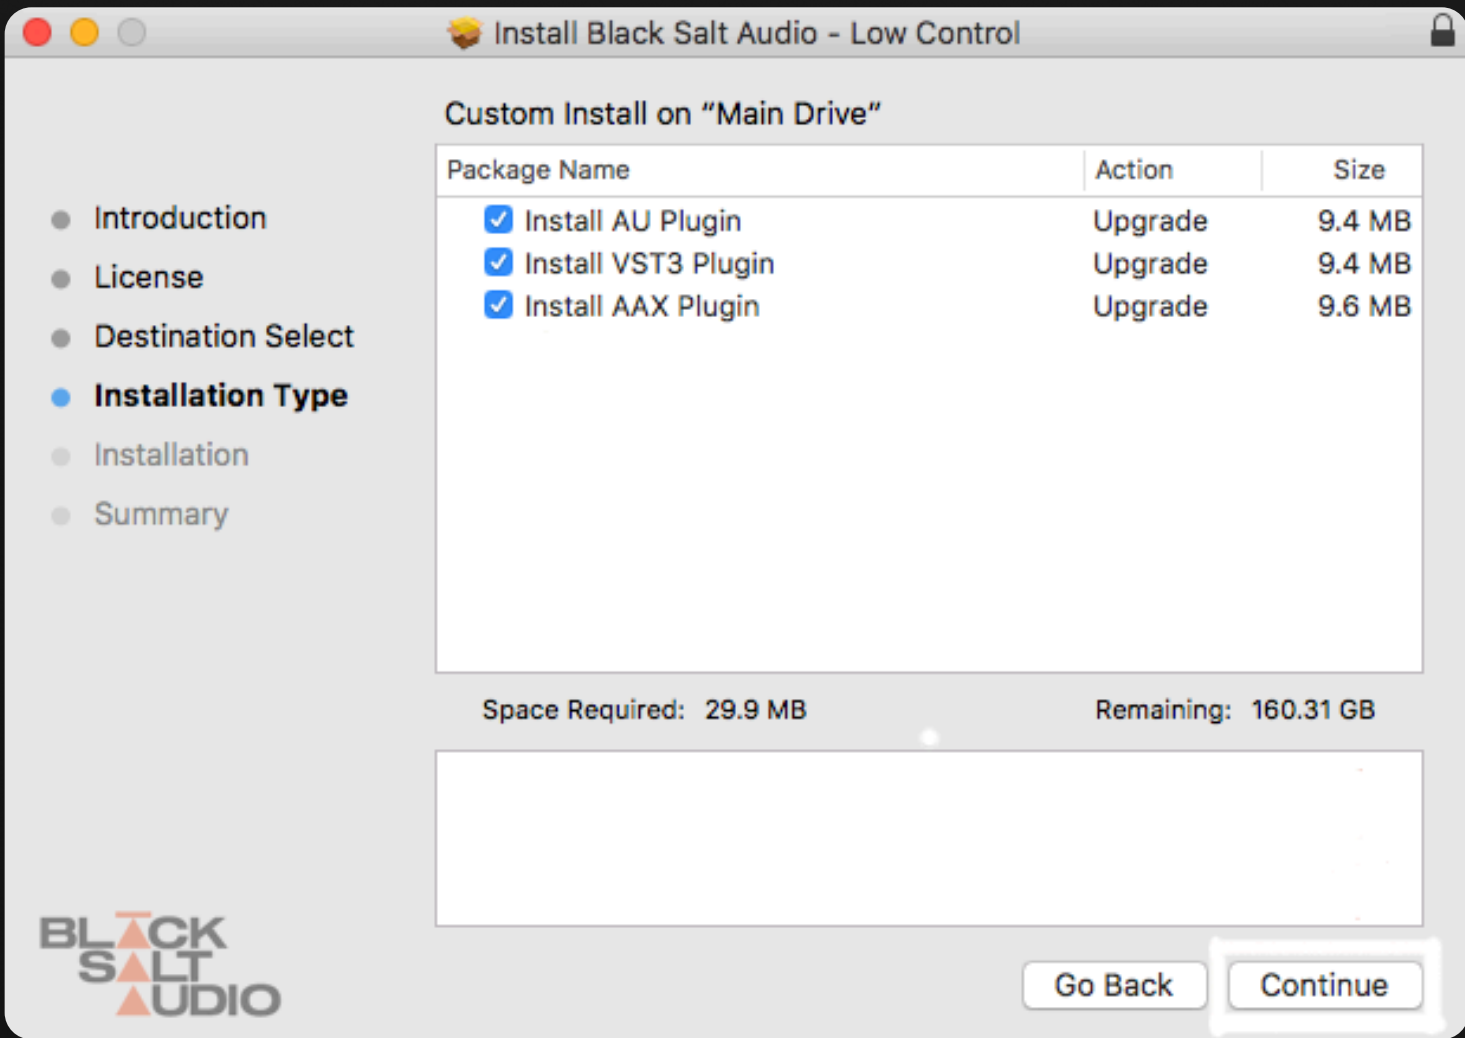 Install Black Salt Audio - Low Control
Custom Install on “Main Drive”
Package Name Action Size
Install AU Plugin Upgrade 9.4 MB
Install VST3 Plugin Upgrade 9.4 MB
Install AAX Plugin Upgrade 9.6 MB
Introduction
License
Destination Select
Installation Type
Installation
Summary
Space Required: 29.9 MB Remaining: 160.31 GB
BLACK
SALT
AUDIO
Go Back Continue